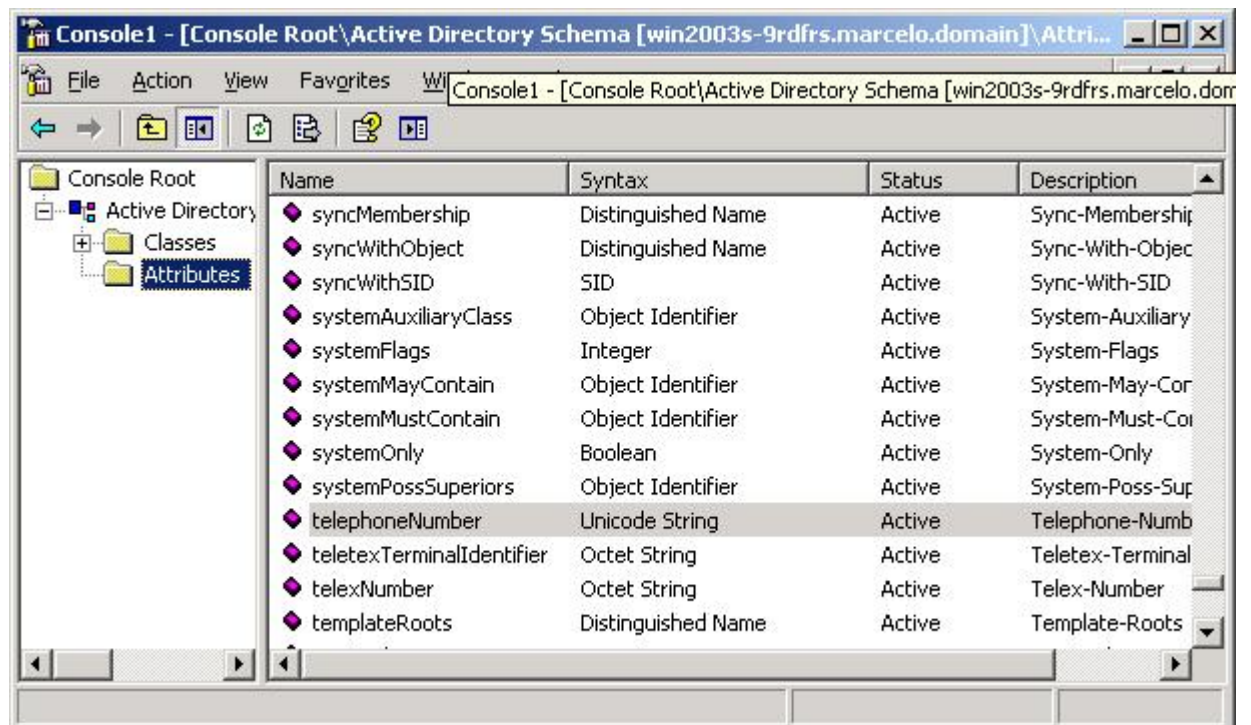 Console1 - [Console Root\Active Directory Schema [win2003s-9rdfrs.marcelo.domain]\Attri...
File Action View Favorites
Console1 - [Console Root\Active Directory Schema [win2003s-9rdfrs.marcelo.dom
Console Root
Active Directory
Classes
Attributes
Name Syntax Status Description
syncMembership Distinguished Name Active Sync-Membership
syncWithObject Distinguished Name Active Sync-With-Objec
syncWithSID SID Active Sync-With-SID
systemAuxiliaryClass Object Identifier Active System-Auxiliary
systemFlags Integer Active System-Flags
systemMayContain Object Identifier Active System-May-Con
systemMustContain Object Identifier Active System-Must-Co
systemOnly Boolean Active System-Only
systemPossSuperiors Object Identifier Active System-Poss-Sup
telephoneNumber Unicode String Active Telephone-Numb
teletexTerminalIdentifier Octet String Active Teletex-Terminal
telexNumber Octet String Active Telex-Number
templateRoots Distinguished Name Active Template-Roots